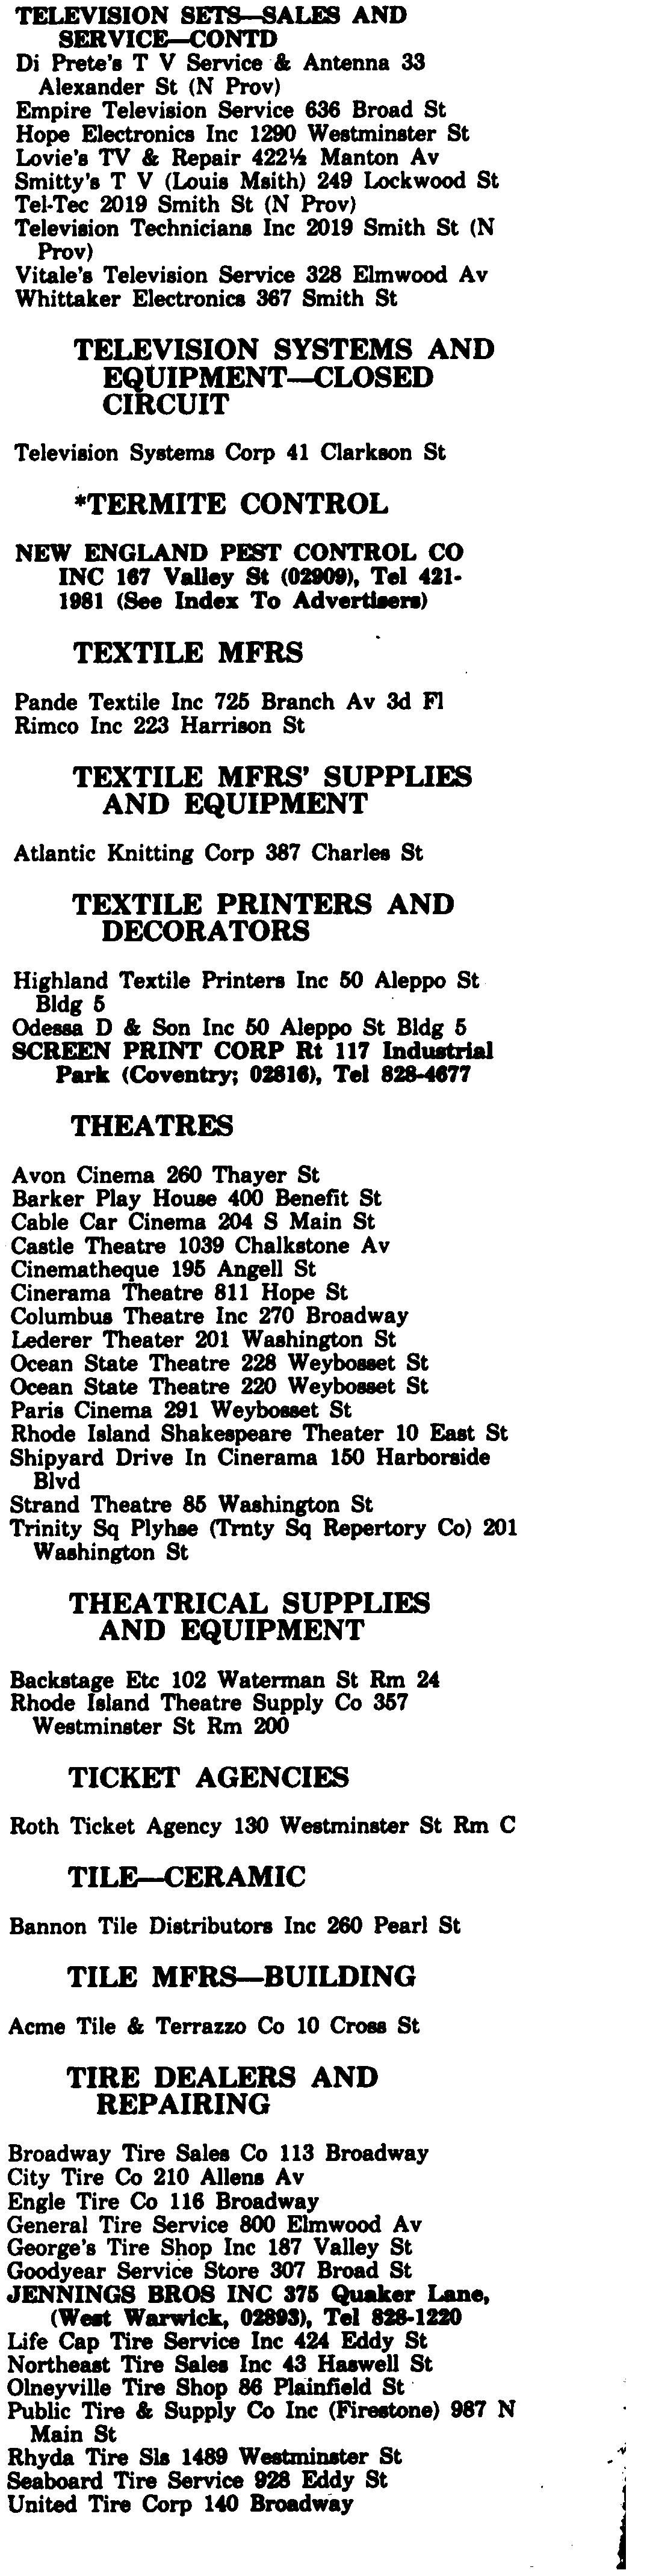 TELEVISION SETS—SALES AND
SERVICE—CONTD
Di Prete's T V Service & Antenna 33
Alexander St (N Prov)
Empire Television Service 636 Broad St
Hope Electronics Inc 1290 Westminster St
Lovie's TV & Repair 422½ Manton Av
Smitty's T V (Louis Msith) 249 Lockwood St
Tel-Tec 2019 Smith St (N Prov)
Television Technicians Inc 2019 Smith St (N
Prov)
Vitale's Television Service 328 Elmwood Av
Whittaker Electronics 367 Smith St
TELEVISION SYSTEMS AND
EQUIPMENT—CLOSED
CIRCUIT
Television Systems Corp 41 Clarkson St
*TERMITE CONTROL
NEW ENGLAND PEST CONTROL CO
INC 167 Valley St (02909), Tel 421-
1981 (See Index To Advertisers)
TEXTILE MFRS
Pande Textile Inc 725 Branch Av 3d Fl
Rimco Inc 223 Harrison St
TEXTILE MFRS' SUPPLIES
AND EQUIPMENT
Atlantic Knitting Corp 387 Charles St
TEXTILE PRINTERS AND
DECORATORS
Highland Textile Printers Inc 50 Aleppo St
Bldg 5
Odessa D & Son Inc 50 Aleppo St Bldg 5
SCREEN PRINT CORP Rt 117 Industrial
Park (Coventry; 02816), Tel 828-4677
THEATRES
Avon Cinema 260 Thayer St
Barker Play House 400 Benefit St
Cable Car Cinema 204 S Main St
Castle Theatre 1039 Chalkstone Av
Cinematheque 195 Angell St
Cinerama Theatre 811 Hope St
Columbus Theatre Inc 270 Broadway
Lederer Theater 201 Washington St
Ocean State Theatre 228 Weybosset St
Ocean State Theatre 220 Weybosset St
Paris Cinema 291 Weybosset St
Rhode Island Shakespeare Theater 10 East St
Shipyard Drive In Cinerama 150 Harborside
Blvd
Strand Theatre 85 Washington St
Trinity Sq Plyhse (Trnty Sq Repertory Co) 201
Washington St
THEATRICAL SUPPLIES
AND EQUIPMENT
Backstage Etc 102 Waterman St Rm 24
Rhode Island Theatre Supply Co 357
Westminster St Rm 200
TICKET AGENCIES
Roth Ticket Agency 130 Westminster St Rm C
TILE—CERAMIC
Bannon Tile Distributors Inc 260 Pearl St
TILE MFRS—BUILDING
Acme Tile & Terrazzo Co 10 Cross St
TIRE DEALERS AND
REPAIRING
Broadway Tire Sales Co 113 Broadway
City Tire Co 210 Allens Av
Engle Tire Co 116 Broadway
General Tire Service 800 Elmwood Av
George's Tire Shop Inc 187 Valley St
Goodyear Service Store 307 Broad St
JENNINGS BROS INC 375 Quaker Lane,
(West Warwick, 02893), Tel 828-1220
Life Cap Tire Service Inc 424 Eddy St
Northeast Tire Sales Inc 43 Haswell St
Olneyville Tire Shop 86 Plainfield St
Public Tire & Supply Co Inc (Firestone) 987 N
Main St
Rhyda Tire Sls 1489 Westminster St
Seaboard Tire Service 928 Eddy St
United Tire Corp 140 Broadway